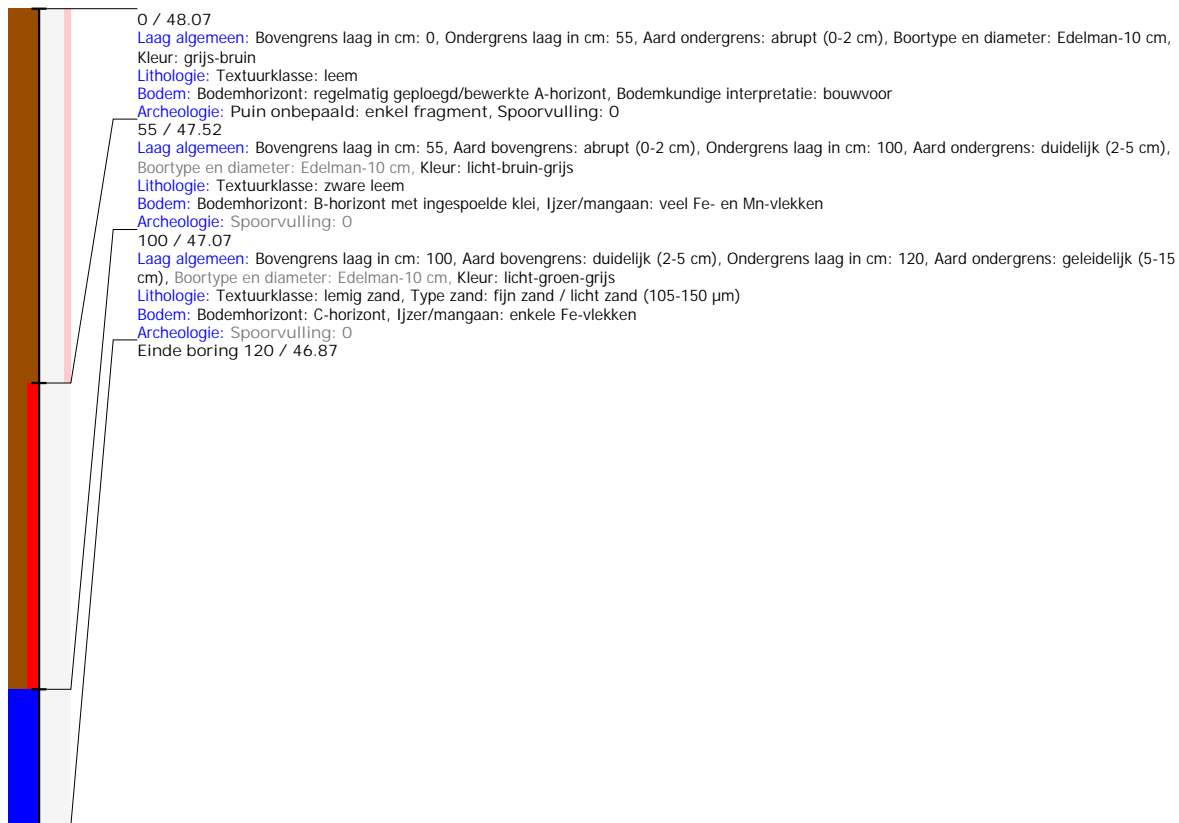 0 / 48.07
Laag algemeen: Bovengrens laag in cm: 0, Ondergrens laag in cm: 55, Aard ondergrens: abrupt (0-2 cm), Boortype en diameter: Edelman-10 cm,
Kleur: grijs-bruin
Lithologie: Textuurklasse: leem
Bodem: Bodemhorizont: regelmatig geploegd/bewerkte A-horizont, Bodemkundige interpretatie: bouwvoor
Archeologie: Puin onbepaald: enkel fragment, Spoorvulling: 0
55 / 47.52
Laag algemeen: Bovengrens laag in cm: 55, Aard bovengrens: abrupt (0-2 cm), Ondergrens laag in cm: 100, Aard ondergrens: duidelijk (2-5 cm),
Boortype en diameter: Edelman-10 cm, Kleur: licht-bruin-grijs
Lithologie: Textuurklasse: zware leem
Bodem: Bodemhorizont: B-horizont met ingespoelde klei, Ijzer/mangaan: veel Fe- en Mn-vlekken
Archeologie: Spoorvulling: 0
100 / 47.07
Laag algemeen: Bovengrens laag in cm: 100, Aard bovengrens: duidelijk (2-5 cm), Ondergrens laag in cm: 120, Aard ondergrens: geleidelijk (5-15
cm), Boortype en diameter: Edelman-10 cm, Kleur: licht-groen-grijs
Lithologie: Textuurklasse: lemig zand, Type zand: fijn zand / licht zand (105-150 µm)
Bodem: Bodemhorizont: C-horizont, Ijzer/mangaan: enkele Fe-vlekken
Archeologie: Spoorvulling: 0
Einde boring 120 / 46.87